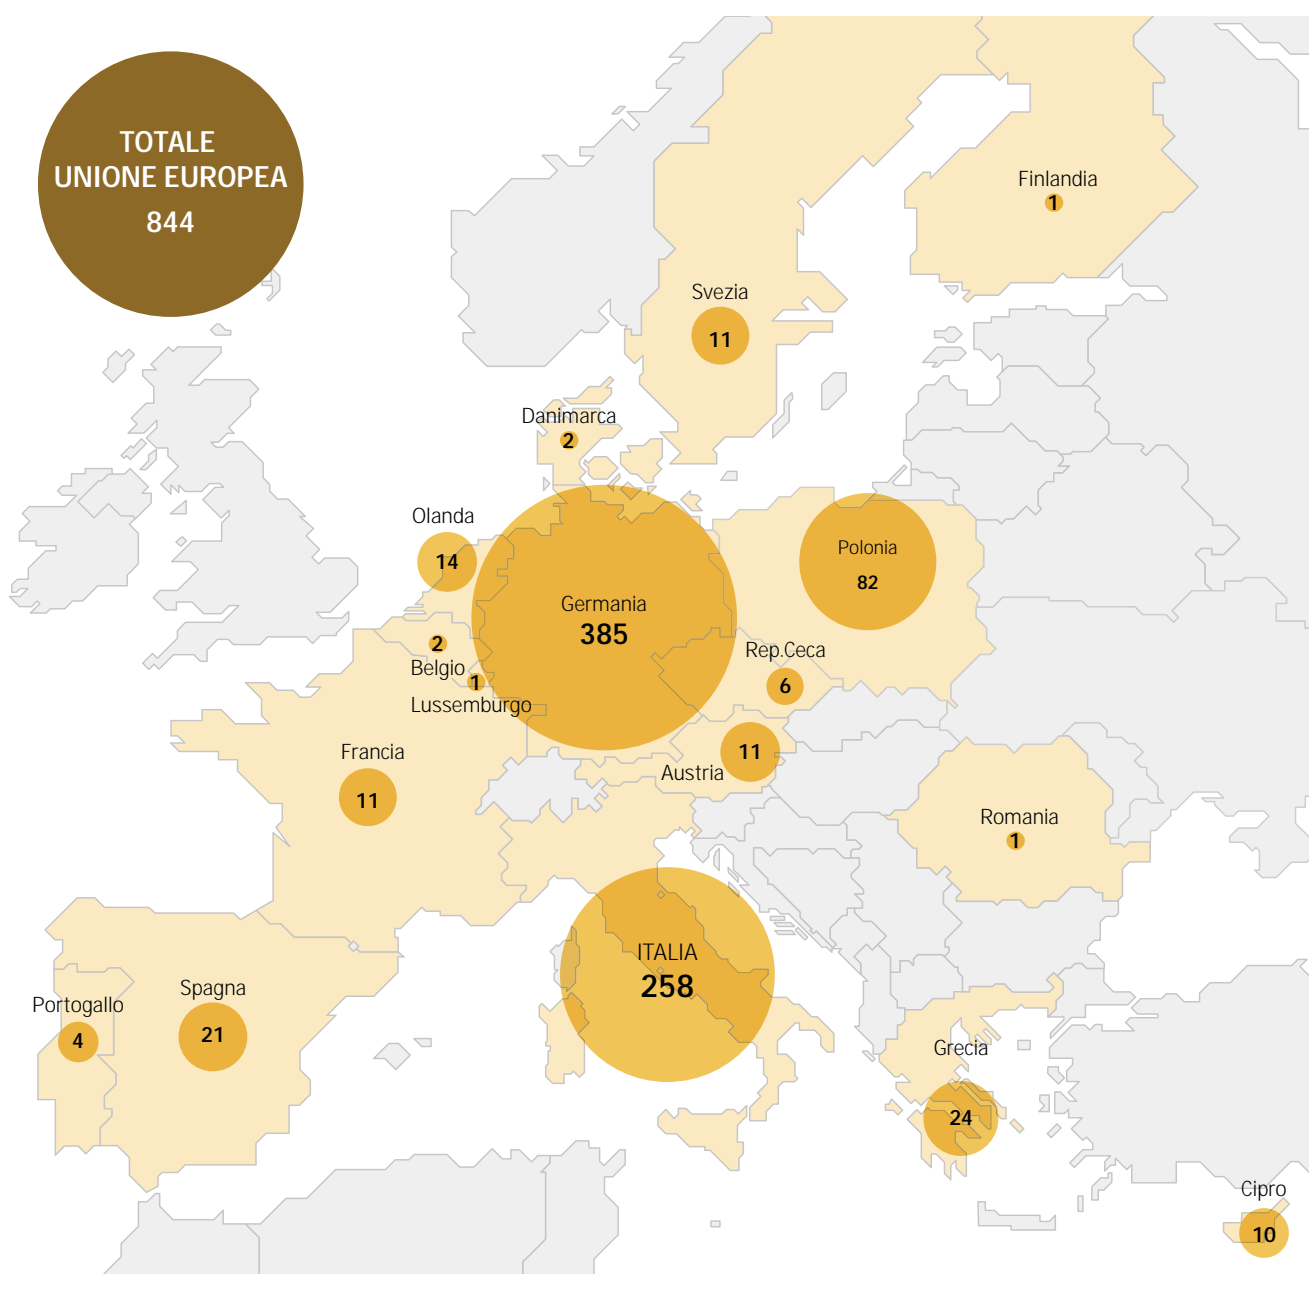 TOTALE
UNIONE EUROPEA
844
Finlandia
1
Svezia
11
Danimarca
2
Olanda
14
Polonia
82
Germania
385
2
Belgio
Rep.Ceca
6
1
Lussemburgo
Francia
11
11
Austria
Romania
1
ITALIA
258
Spagna
21
Portogallo
4
Grecia
24
Cipro
10